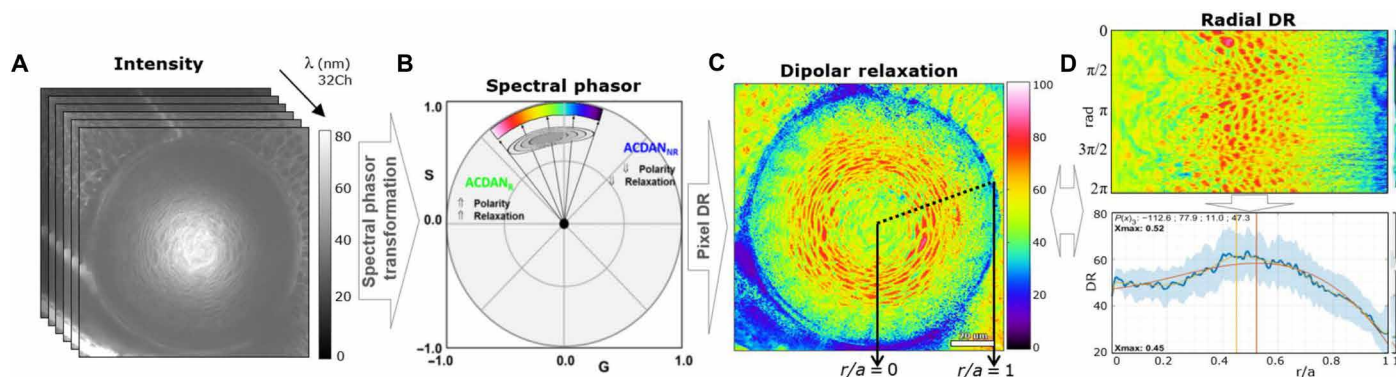 A
Intensity
λ (nm)
32Ch
80
60
40
20
0
Spectral phasor
transformation
B
Spectral phasor
1.0
S
0.0
-1.0
-1.0
0.0
1.0
G
ACDAN_NR
⇩ Polarity
⇩ Relaxation
ACDAN_R
⇧ Polarity
⇧ Relaxation
Pixel DR
C
Dipolar relaxation
100
80
60
40
20
0
r/a = 0
r/a = 1
D
Radial DR
0
π/2
π
3π/2
2π
rad
P(x)₃: −112.6 ; 77.9 ; 11.0 ; 47.3
Xmax: 0.52
80
60
40
20
DR
Xmax: 0.45
0
0.2
0.4
0.6
0.8
1
r/a